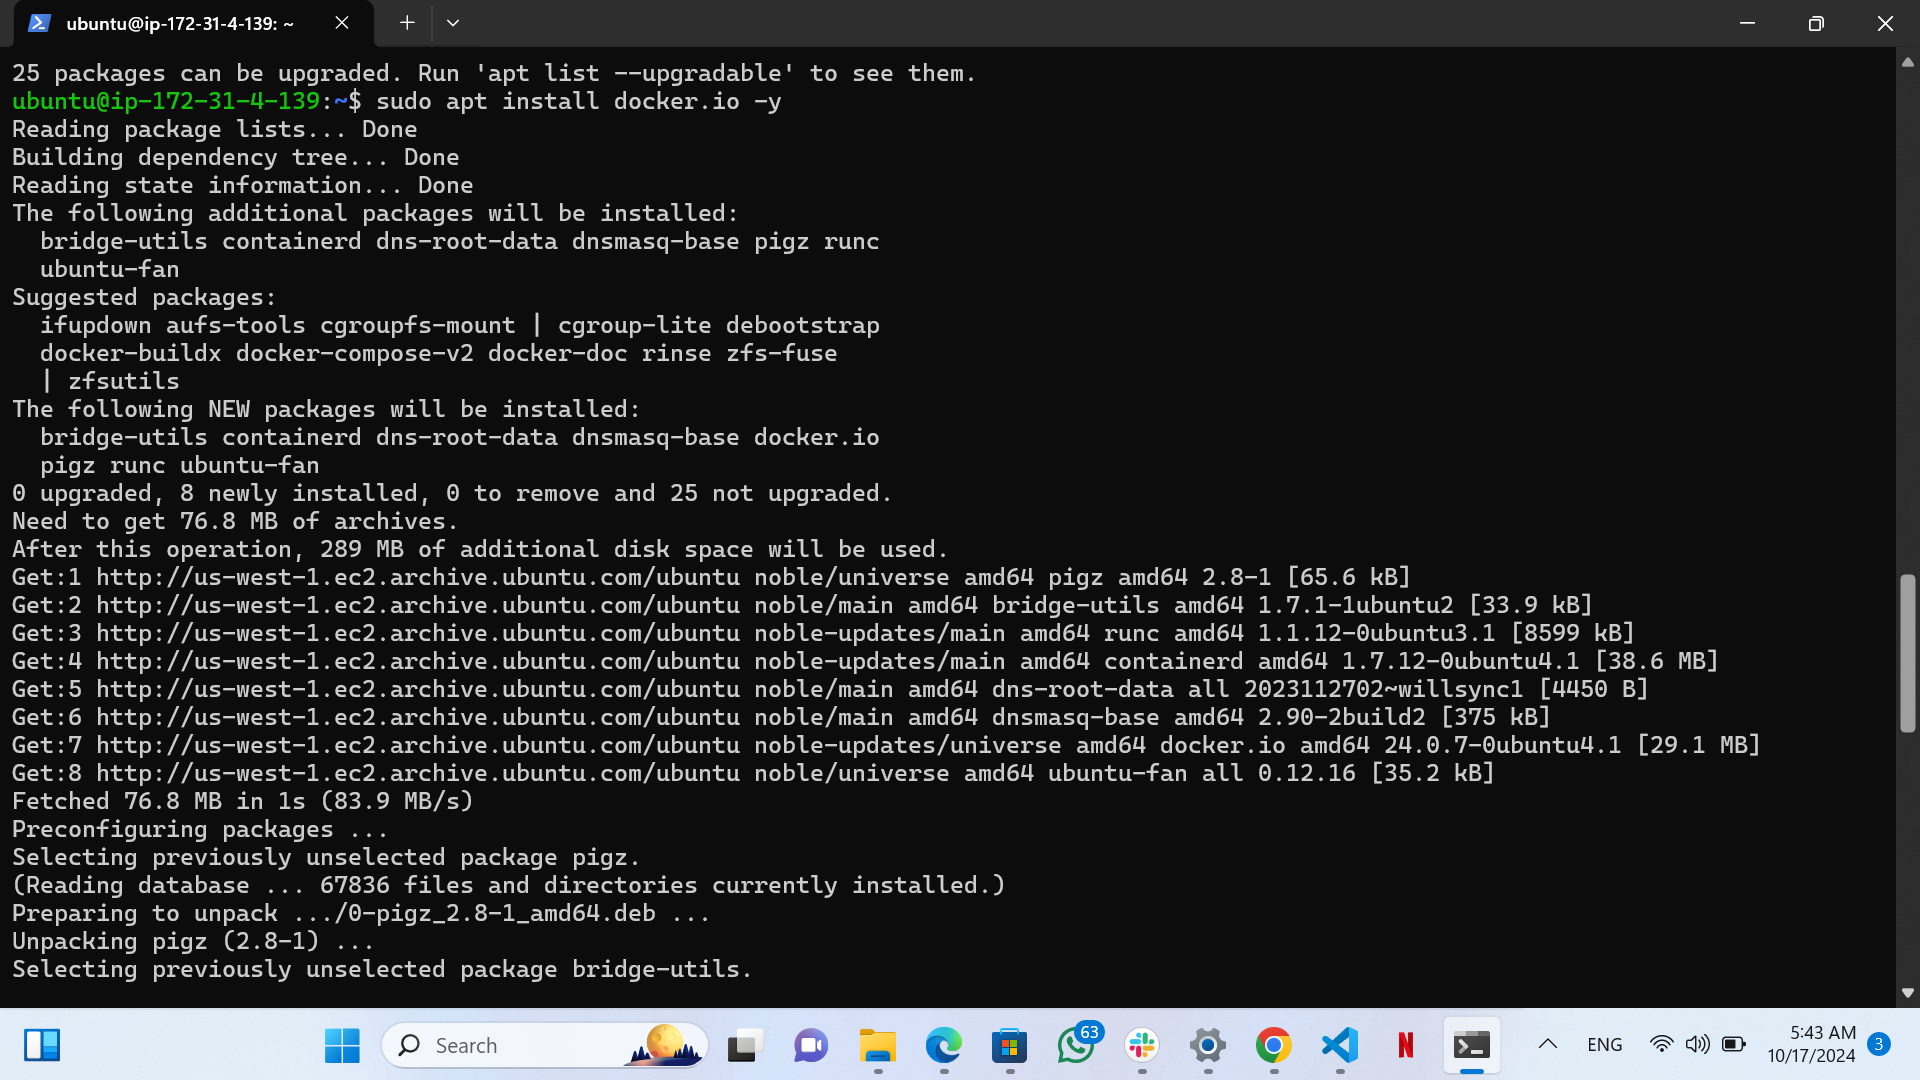 ubuntu@ip-172-31-4-139: ~
25 packages can be upgraded. Run 'apt list --upgradable' to see them.
ubuntu@ip-172-31-4-139:~$ sudo apt install docker.io -y
Reading package lists... Done
Building dependency tree... Done
Reading state information... Done
The following additional packages will be installed:
  bridge-utils containerd dns-root-data dnsmasq-base pigz runc
  ubuntu-fan
Suggested packages:
  ifupdown aufs-tools cgroupfs-mount | cgroup-lite debootstrap
  docker-buildx docker-compose-v2 docker-doc rinse zfs-fuse
  | zfsutils
The following NEW packages will be installed:
  bridge-utils containerd dns-root-data dnsmasq-base docker.io
  pigz runc ubuntu-fan
0 upgraded, 8 newly installed, 0 to remove and 25 not upgraded.
Need to get 76.8 MB of archives.
After this operation, 289 MB of additional disk space will be used.
Get:1 http://us-west-1.ec2.archive.ubuntu.com/ubuntu noble/universe amd64 pigz amd64 2.8-1 [65.6 kB]
Get:2 http://us-west-1.ec2.archive.ubuntu.com/ubuntu noble/main amd64 bridge-utils amd64 1.7.1-1ubuntu2 [33.9 kB]
Get:3 http://us-west-1.ec2.archive.ubuntu.com/ubuntu noble-updates/main amd64 runc amd64 1.1.12-0ubuntu3.1 [8599 kB]
Get:4 http://us-west-1.ec2.archive.ubuntu.com/ubuntu noble-updates/main amd64 containerd amd64 1.7.12-0ubuntu4.1 [38.6 MB]
Get:5 http://us-west-1.ec2.archive.ubuntu.com/ubuntu noble/main amd64 dns-root-data all 2023112702~willsync1 [4450 B]
Get:6 http://us-west-1.ec2.archive.ubuntu.com/ubuntu noble/main amd64 dnsmasq-base amd64 2.90-2build2 [375 kB]
Get:7 http://us-west-1.ec2.archive.ubuntu.com/ubuntu noble-updates/universe amd64 docker.io amd64 24.0.7-0ubuntu4.1 [29.1 MB]
Get:8 http://us-west-1.ec2.archive.ubuntu.com/ubuntu noble/universe amd64 ubuntu-fan all 0.12.16 [35.2 kB]
Fetched 76.8 MB in 1s (83.9 MB/s)
Preconfiguring packages ...
Selecting previously unselected package pigz.
(Reading database ... 67836 files and directories currently installed.)
Preparing to unpack .../0-pigz_2.8-1_amd64.deb ...
Unpacking pigz (2.8-1) ...
Selecting previously unselected package bridge-utils.
Search
63
N
ENG
5:43 AM
10/17/2024
3